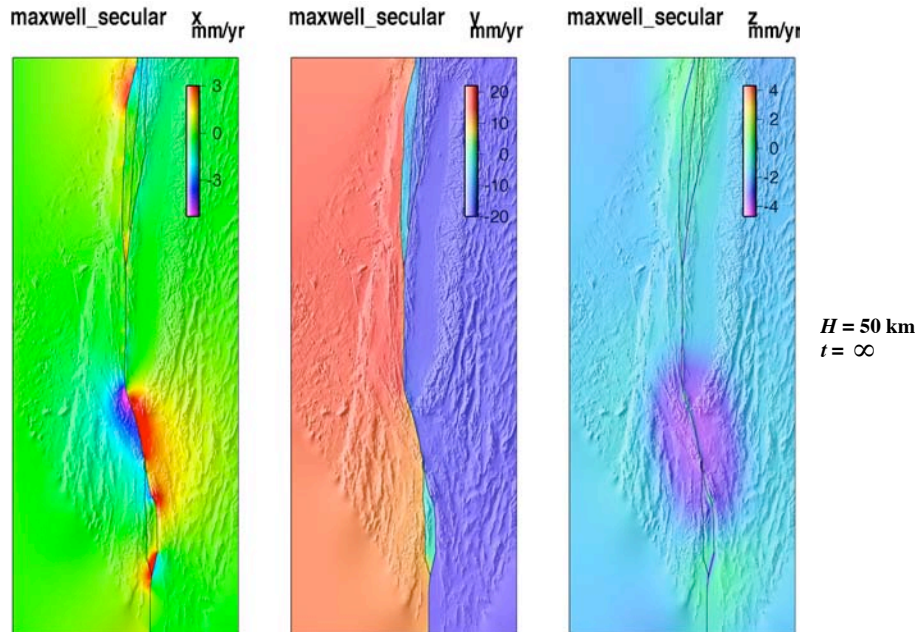 maxwell_secular x
mm/yr
3
0
-3
maxwell_secular y
mm/yr
20
10
0
-10
-20
maxwell_secular z
mm/yr
4
2
0
-2
-4
H = 50 km
t = ∞